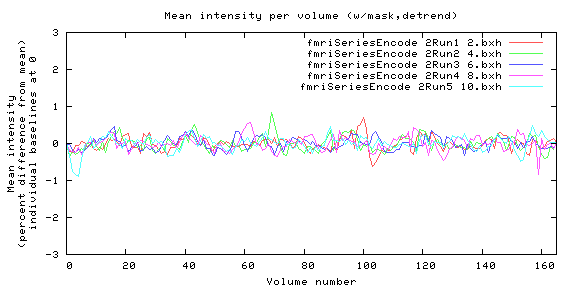 Mean intensity per volume (w/mask,detrend)
fmriSeriesEncode 2Run1 2.bxh
fmriSeriesEncode 2Run2 4.bxh
fmriSeriesEncode 2Run3 6.bxh
fmriSeriesEncode 2Run4 8.bxh
fmriSeriesEncode 2Run5 10.bxh
Mean intensity
(percent difference from mean)
individual baselines at 0
3
2
1
0
-1
-2
-3
0 20 40 60 80 100 120 140 160
Volume number